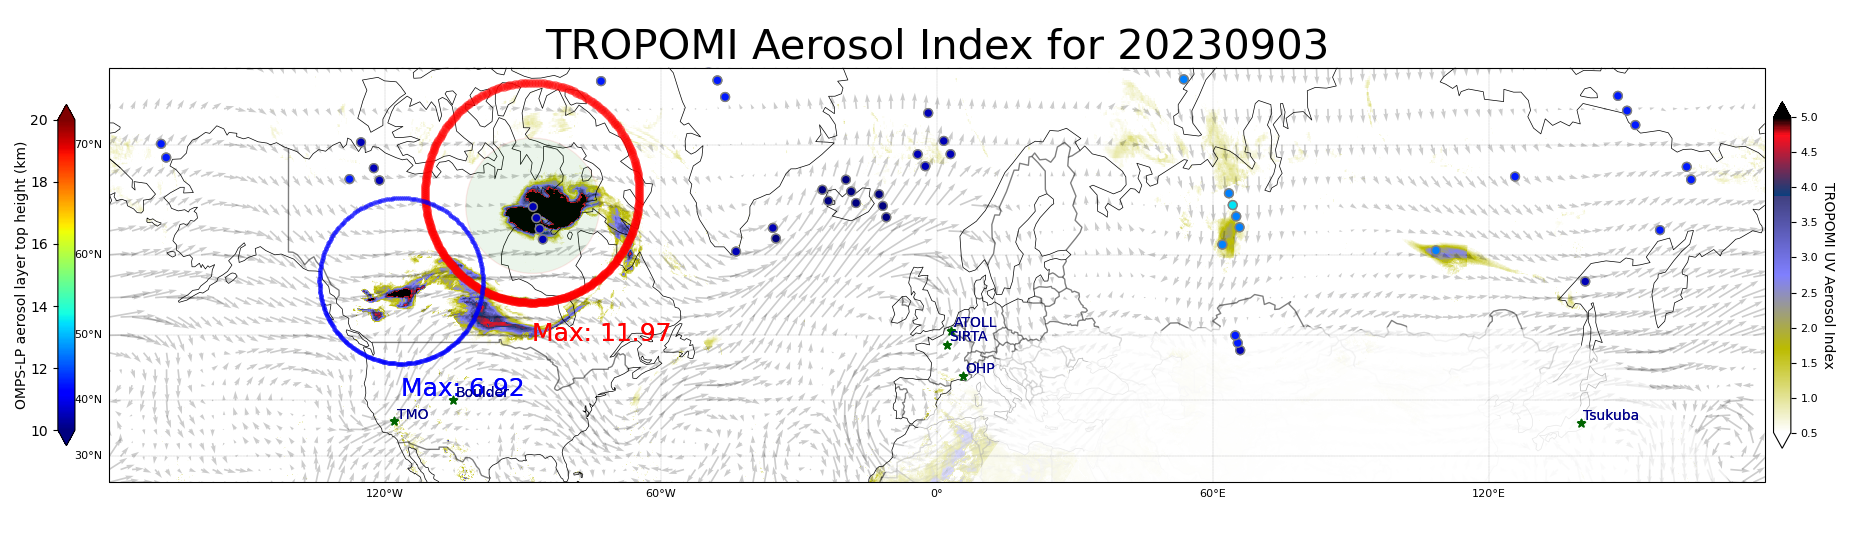 TROPOMI Aerosol Index for 20230903
OMPS-LP aerosol layer top height (km)
20
18
16
14
12
10
70°N
60°N
50°N
40°N
30°N
120°W
60°W
0°
60°E
120°E
Max: 11.97
Max: 6.92
Boulder
TMO
ATOLL
SIRTA
OHP
Tsukuba
5.0
4.5
4.0
3.5
3.0
2.5
2.0
1.5
1.0
0.5
TROPOMI UV Aerosol Index